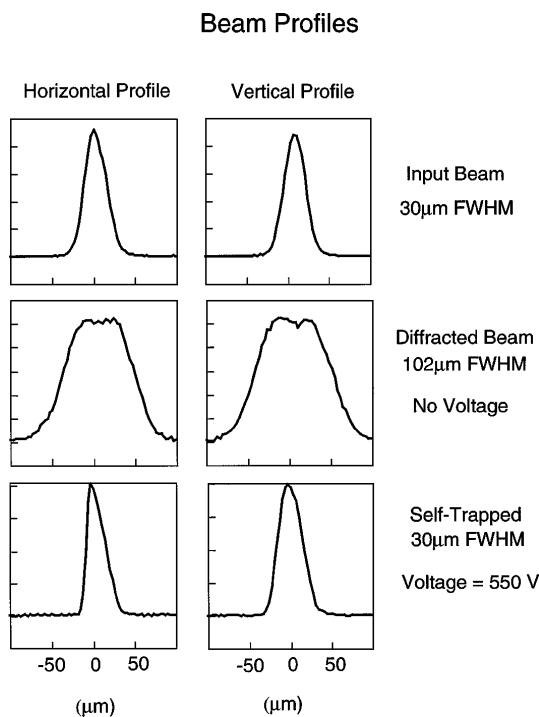 Beam Profiles
Horizontal Profile
Vertical Profile
Input Beam
30μm FWHM
Diffracted Beam
102μm FWHM
No Voltage
Self-Trapped
30μm FWHM
Voltage = 550 V
-50 0 50
-50 0 50
(μm)
(μm)